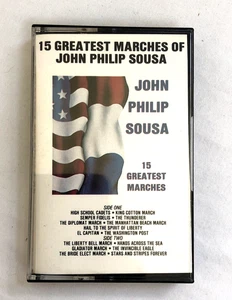 15 GREATEST MARCHES OF
JOHN PHILIP SOUSA
JOHN
PHILIP
SOUSA
15
GREATEST
MARCHES
SIDE ONE
HIGH SCHOOL CADETS • KING COTTON MARCH
SEMPER FIDELIS • THE THUNDERER
THE DIPLOMAT MARCH • THE MANHATTAN BEACH MARCH
HAIL TO THE SPIRIT OF LIBERTY
EL CAPITAN • THE WASHINGTON POST
SIDE TWO
THE LIBERTY BELL MARCH • HANDS ACROSS THE SEA
GLADIATOR MARCH • THE INVINCIBLE EAGLE
THE BRIDE ELECT MARCH • STARS AND STRIPES FOREVER